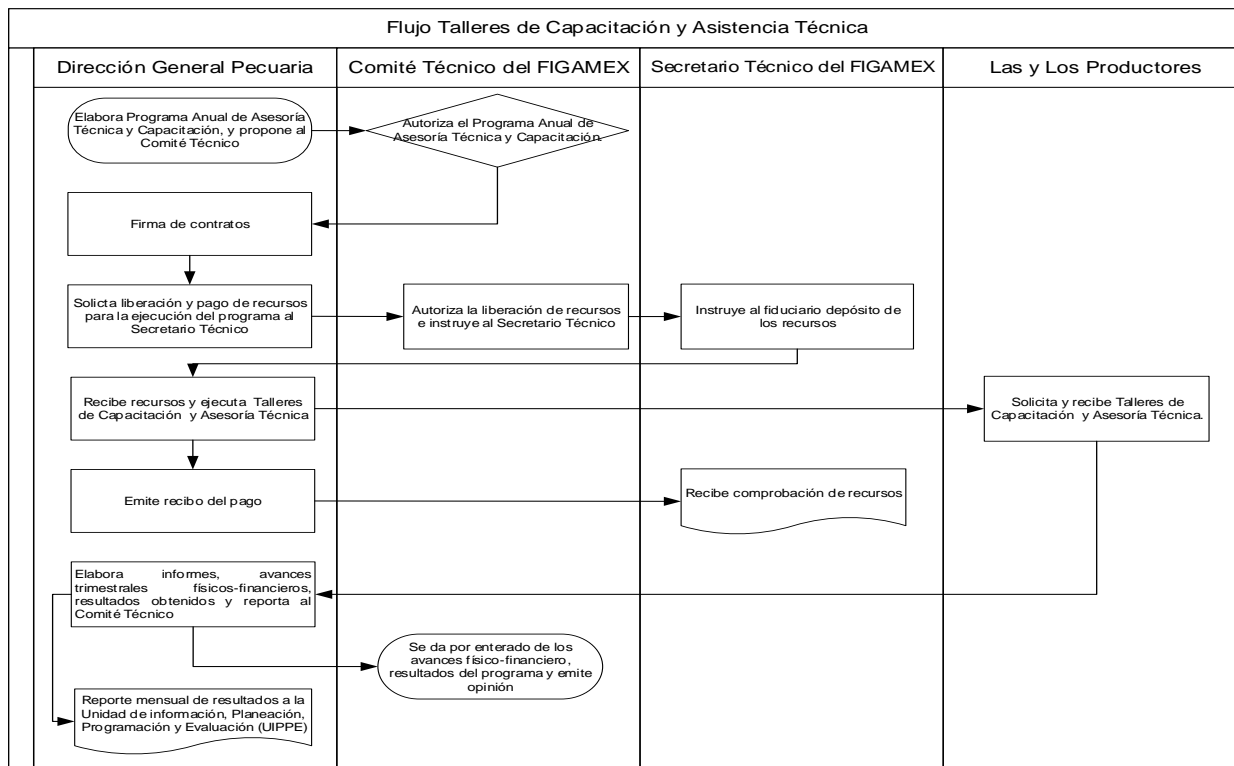 Flujo Talleres de Capacitación y Asistencia Técnica
Dirección General Pecuaria
Comité Técnico del FIGAMEX
Secretario Técnico del FIGAMEX
Las y Los Productores
Elabora Programa Anual de Asesoría
Técnica y Capacitación, y propone al
Comité Técnico
Autoriza el Programa Anual de
Asesoría Técnica y Capacitación.
Firma de contratos
Solicta liberación y pago de recursos
para la ejecución del programa al
Secretario Técnico
Autoriza la liberación de recursos
e instruye al Secretario Técnico
Instruye al fiduciario depósito de
los recursos
Recibe recursos y ejecuta Talleres
de Capacitación y Asesoría Técnica
Solicita y recibe Talleres de
Capacitación y Asesoría Técnica.
Emite recibo del pago
Recibe comprobación de recursos
Elabora informes, avances
trimestrales físicos-financieros,
resultados obtenidos y reporta al
Comité Técnico
Se da por enterado de los
avances físico-financiero,
resultados del programa y emite
opinión
Reporte mensual de resultados a la
Unidad de información, Planeación,
Programación y Evaluación (UIPPE)